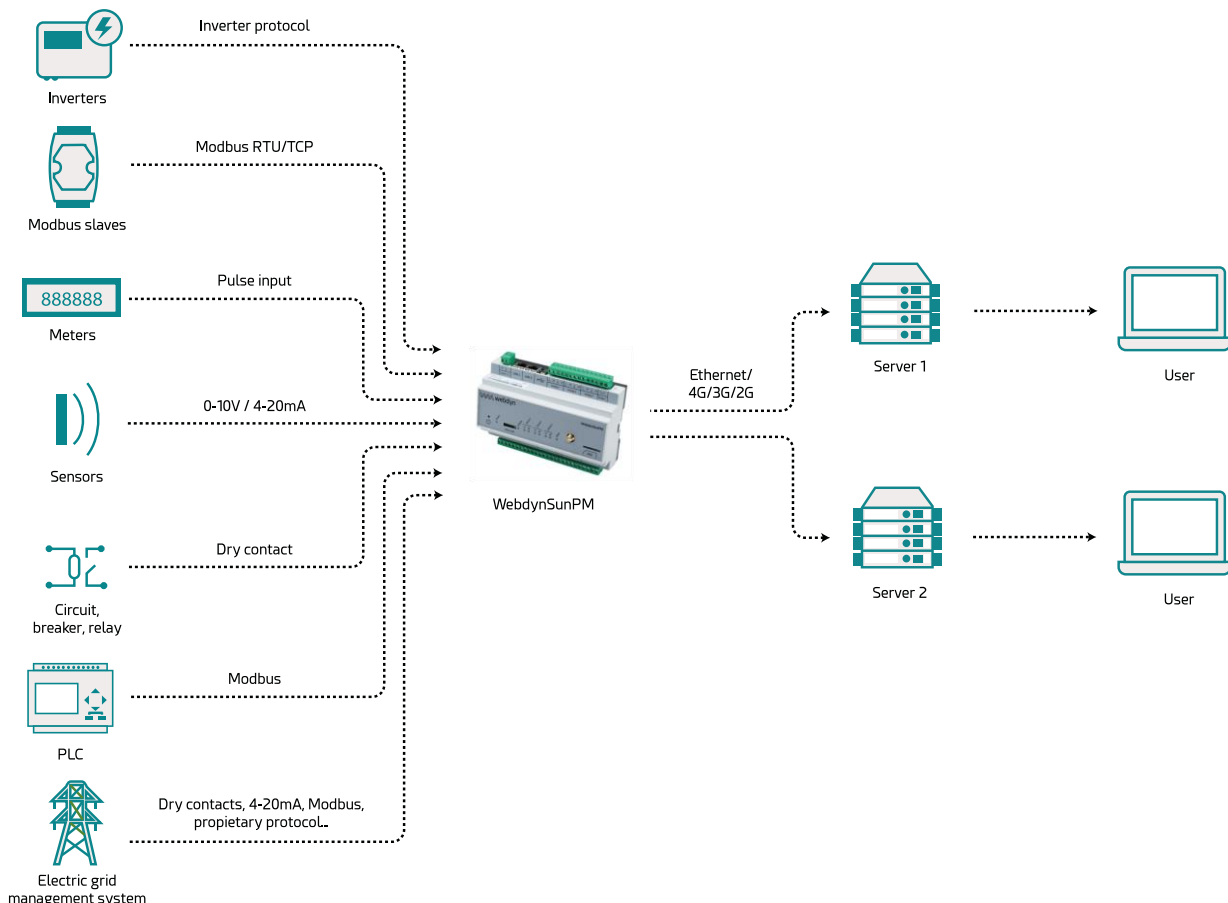 Inverter protocol
Inverters
Modbus RTU/TCP
Modbus slaves
Pulse input
888888
Meters
0-10V / 4-20mA
Sensors
Dry contact
Circuit,
breaker, relay
Modbus
PLC
Dry contacts, 4-20mA, Modbus,
propietary protocol...
Electric grid
management system
webdyn
WebdynSunPM
Ethernet/
4G/3G/2G
Server 1
User
Server 2
User